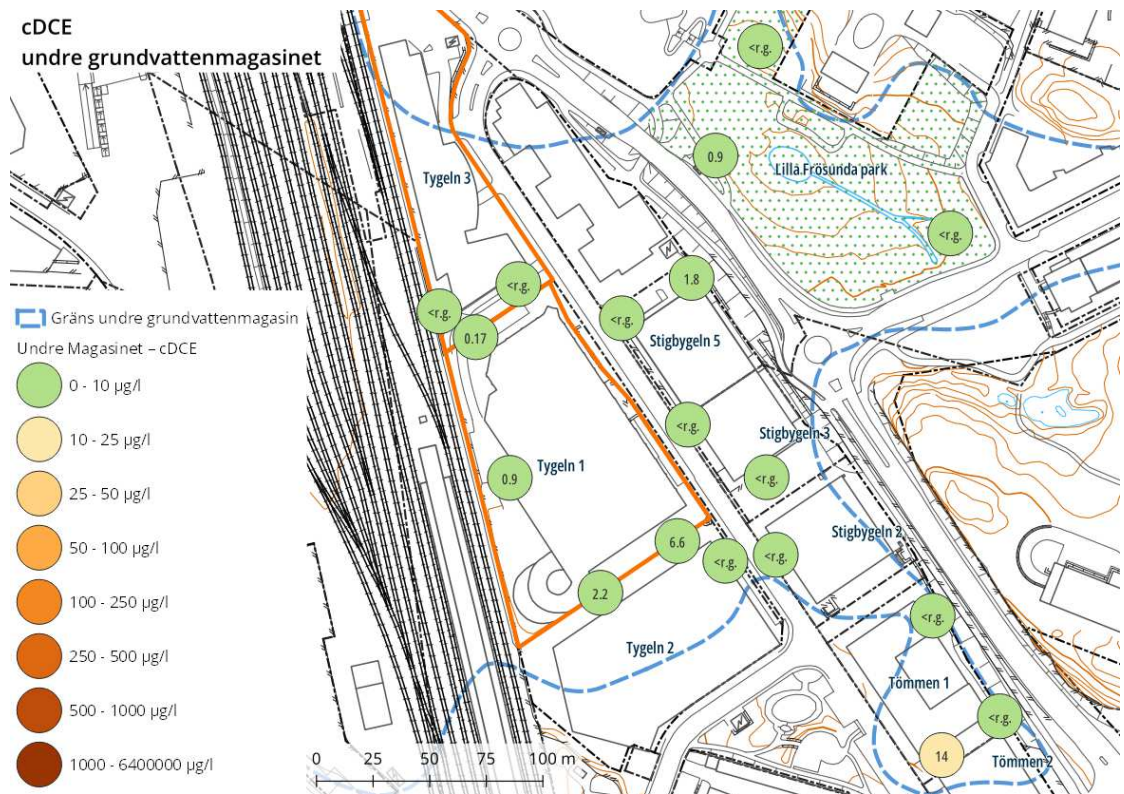 cDCE
undre grundvattenmagasinet
<r.g.
0.9
Lilla Frösunda park
Tygeln 3
<r.g.
<r.g.
1.8
<r.g.
<r.g.
0.17
Stigbygeln 5
Gräns undre grundvattenmagasin
Undre Magasinet – cDCE
0 - 10 µg/l
10 - 25 µg/l
25 - 50 µg/l
50 - 100 µg/l
100 - 250 µg/l
250 - 500 µg/l
500 - 1000 µg/l
1000 - 6400000 µg/l
<r.g.
Stigbygeln 3
Tygeln 1
0.9
<r.g.
Stigbygeln 2
6.6
<r.g.
<r.g.
2.2
<r.g.
Tygeln 2
Tömmen 1
<r.g.
14
Tömmen 2
0 25 50 75 100 m